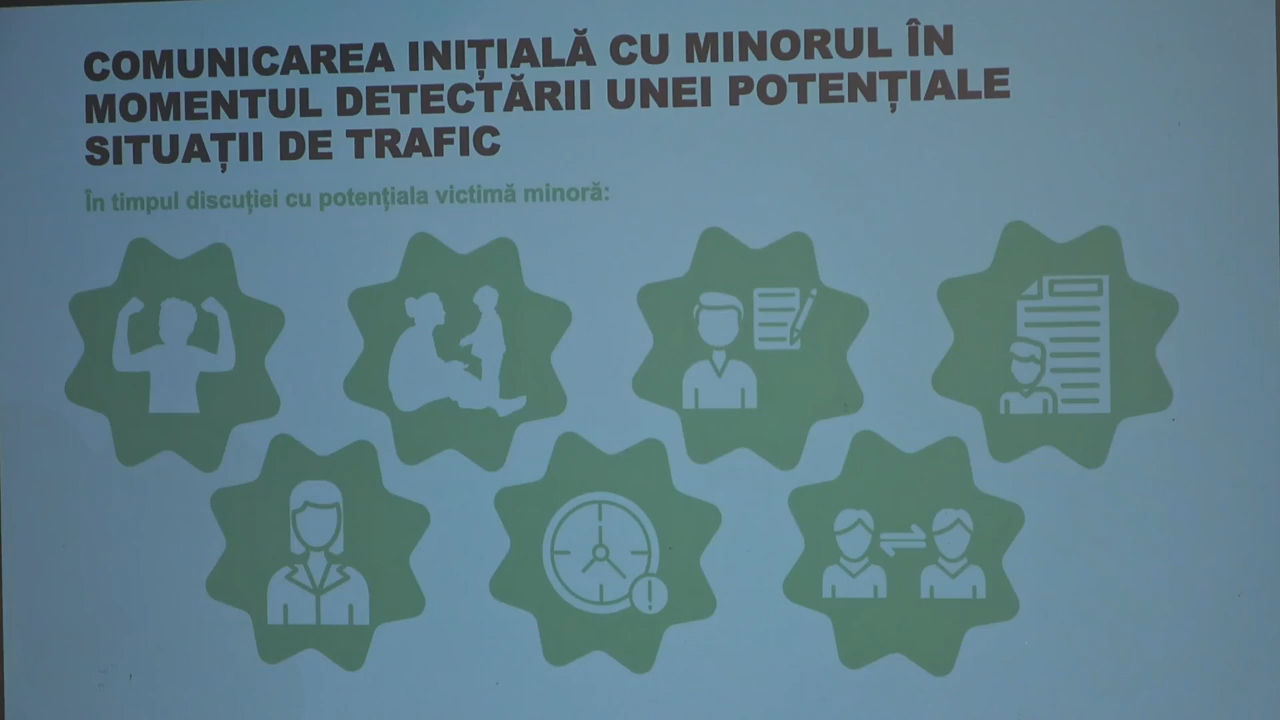 COMUNICAREA INIȚIALĂ CU MINORUL ÎN
MOMENTUL DETECTĂRII UNEI POTENȚIALE
SITUAȚII DE TRAFIC
În timpul discuției cu potențiala victimă minoră: